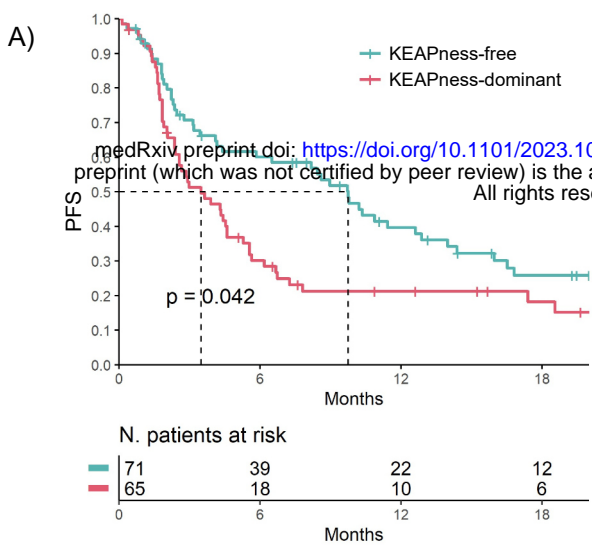 A)
1.0
0.9
0.8
0.7
0.6
0.5
0.4
0.3
0.2
0.1
0.0
PFS
KEAPness-free
KEAPness-dominant
medRxiv preprint doi: https://doi.org/10.1101/2023.10
preprint (which was not certified by peer review) is the a
All rights rese
p = 0.042
0 6 12 18
Months
N. patients at risk
71 39 22 12
65 18 10 6
0 6 12 18
Months